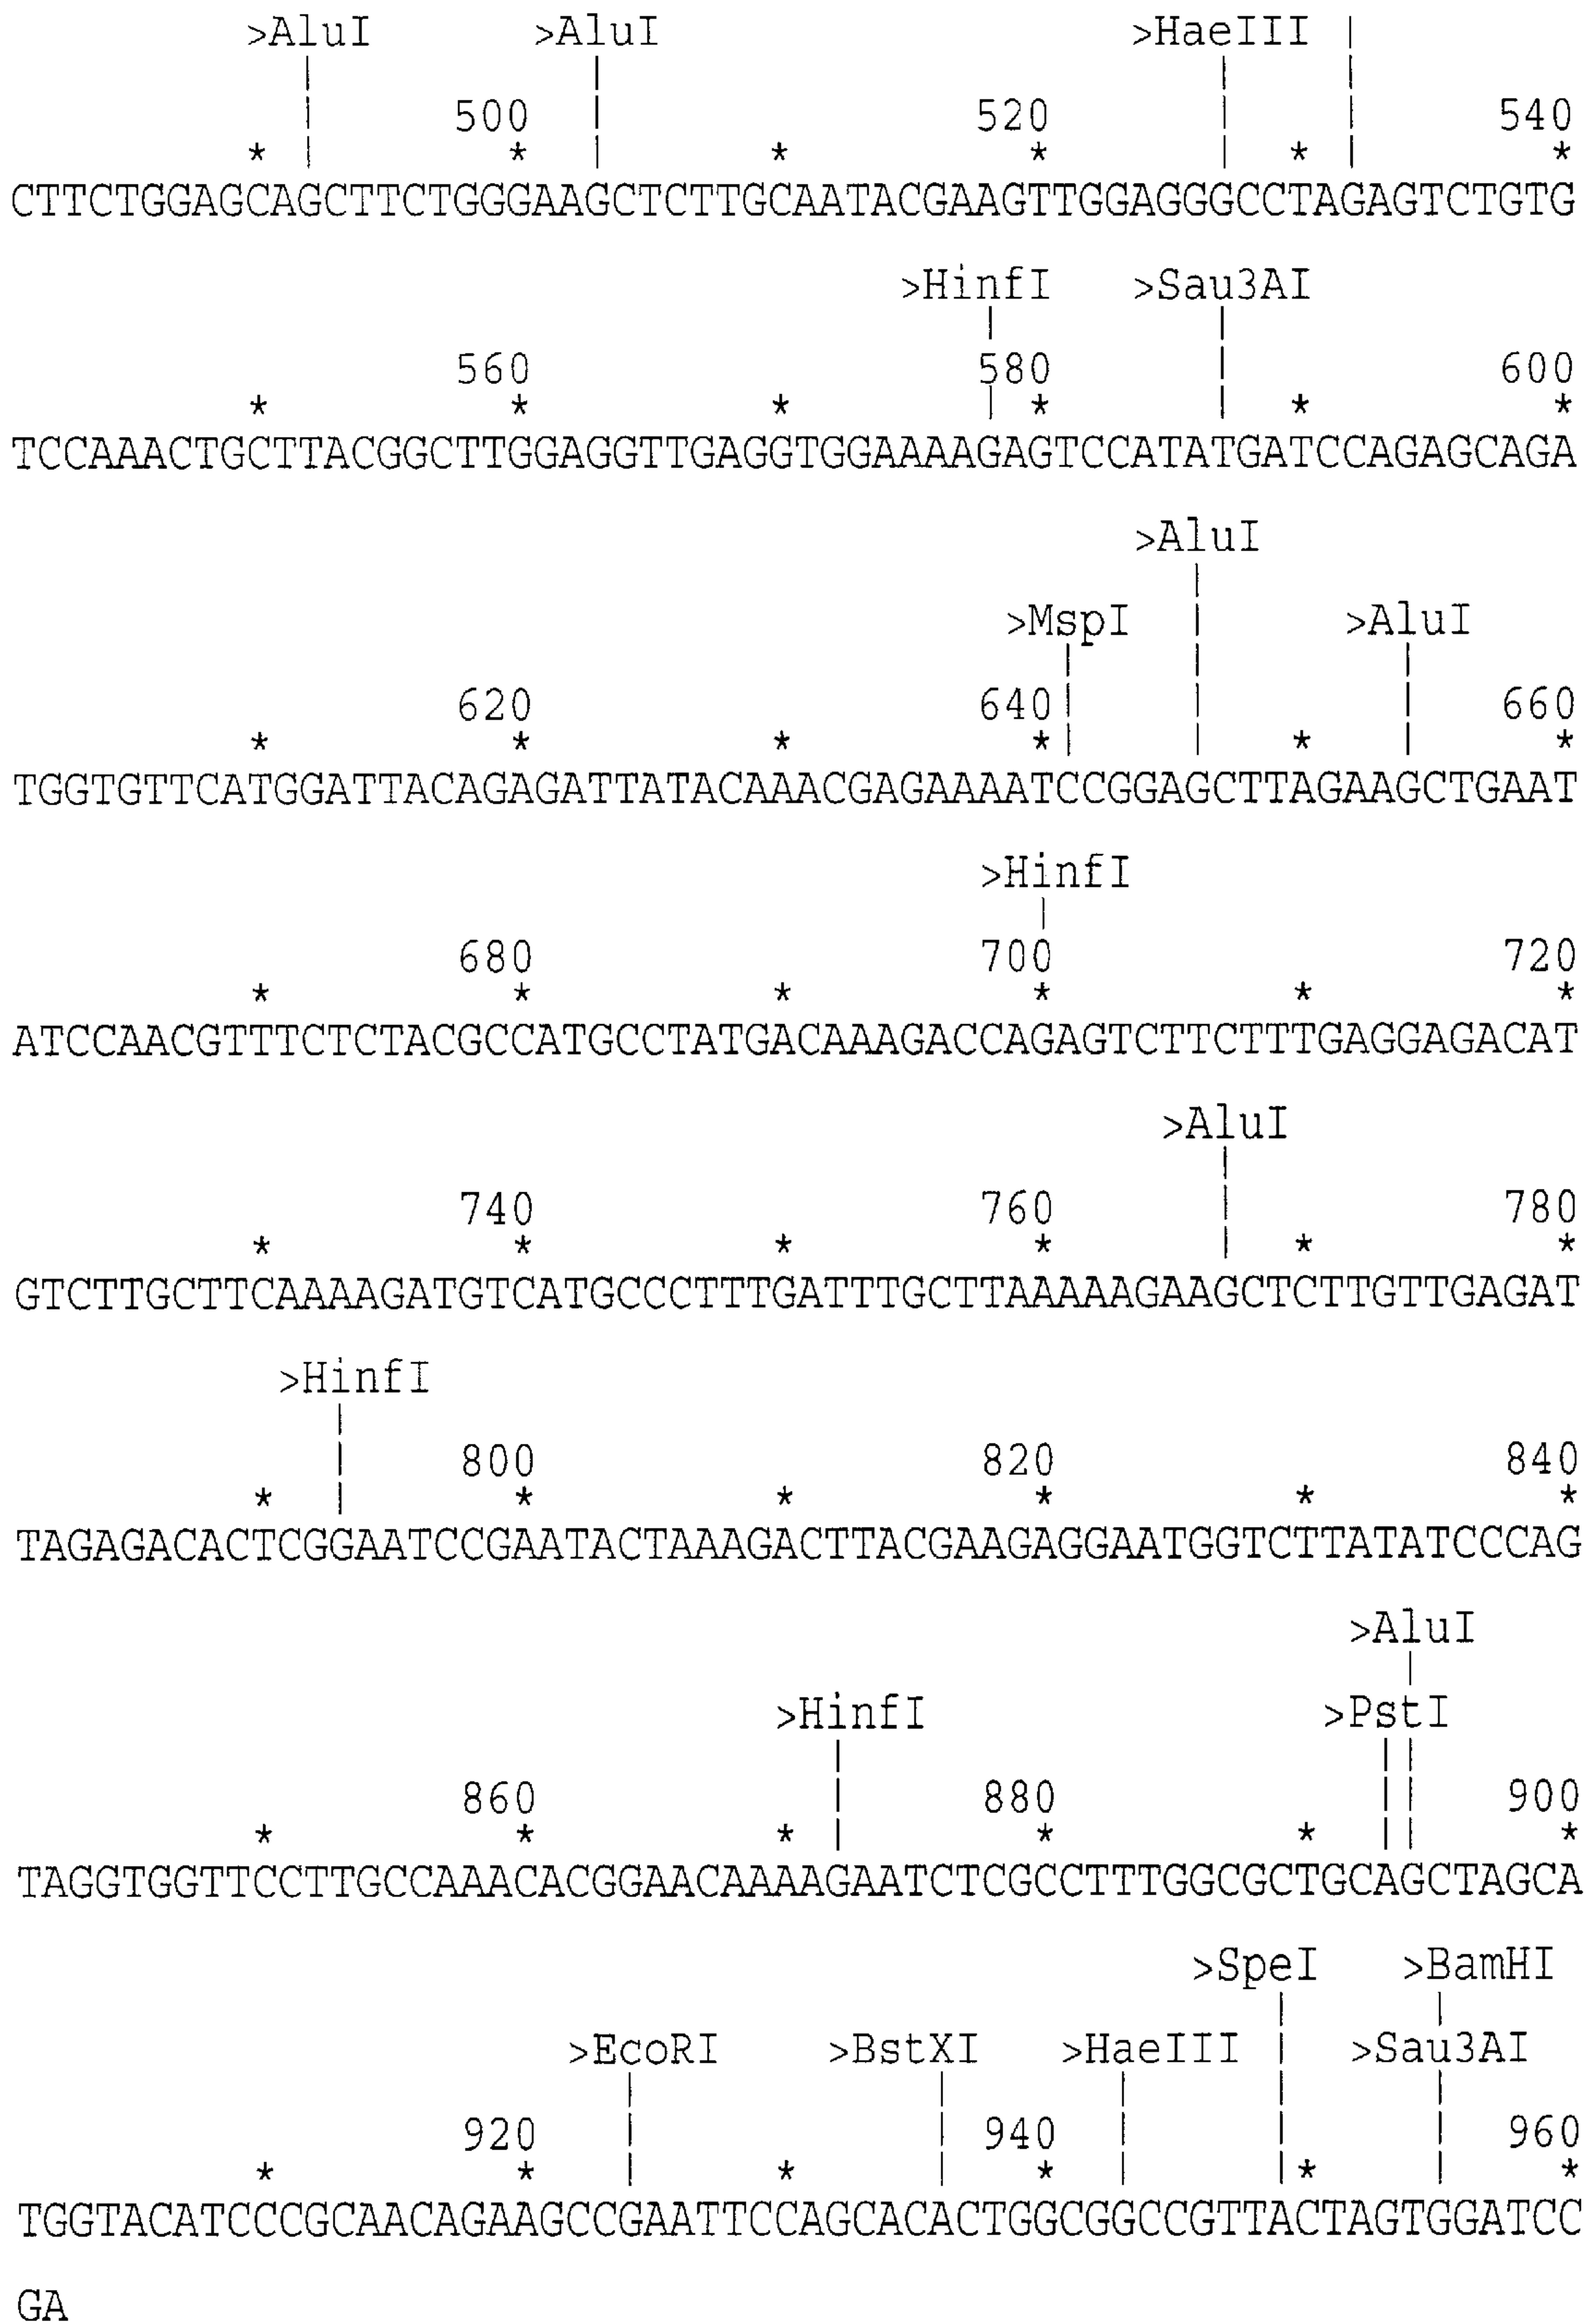 >AluI >AluI >HaeIII
500 520 540
* * * * * *
CTTCTGGAGCAGCTTCTGGGAAGCTCTTGCAATACGAAGTTGGAGGGCCTAGAGTCTGTG
>HinfI >Sau3AI
560 580 600
* * * * * *
TCCAAACTGCTTACGGCTTGGAGGTTGAGGTGGAAAAGAGTCCATATGATCCAGAGCAGA
>AluI
>MspI >AluI
620 640 660
* * * * * *
TGGTGTTCATGGATTACAGAGATTATACAAACGAGAAAATCCGGAGCTTAGAAGCTGAAT
>HinfI
680 700 720
* * * * * *
ATCCAACGTTTCTCTACGCCATGCCTATGACAAAGACCAGAGTCTTCTTTGAGGAGACAT
>AluI
740 760 780
* * * * * *
GTCTTGCTTCAAAAGATGTCATGCCCTTTGATTTGCTTAAAAAGAAGCTCTTGTTGAGAT
>HinfI
800 820 840
* * * * * *
TAGAGACACTCGGAATCCGAATACTAAAGACTTACGAAGAGGAATGGTCTTATATCCCAG
>AluI
>HinfI >PstI
860 880 900
* * * * * *
TAGGTGGTTCCTTGCCAAACACGGAACAAAAGAATCTCGCCTTTGGCGCTGCAGCTAGCA
>SpeI >BamHI
>EcoRI >BstXI >HaeIII >Sau3AI
920 940 960
* * * * * *
TGGTACATCCCCGCAACAGAAGCCGAATTCCAGCACACTGGCGGCCGTTACTAGTGGATCC
GA